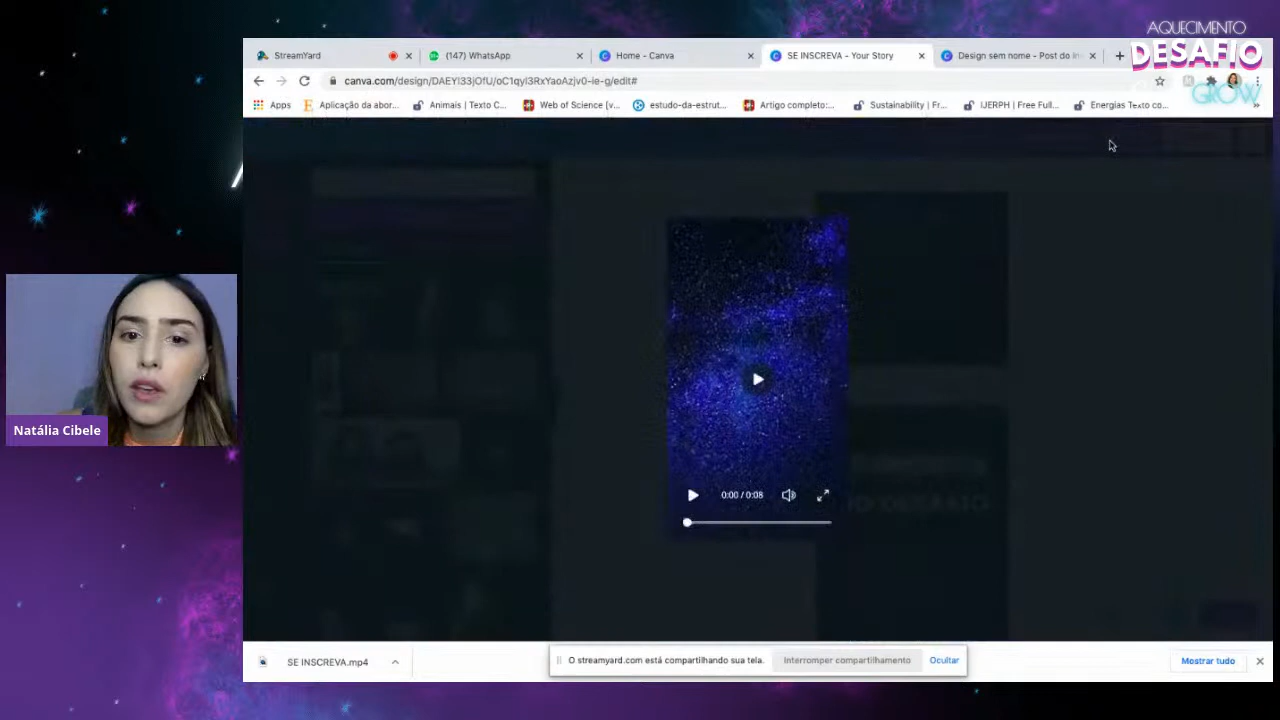 AQUECIMENTO
DESAFIO
GROW
StreamYard
(147) WhatsApp
Home - Canva
SE INSCREVA - Your Story
Design sem nome - Post do In
canva.com/design/DAEYl33jOfU/oC1qyl3RxYaoAzjv0-ie-g/edit#
Apps
Aplicação da abor...
Animais | Texto C...
Web of Science [v...
estudo-da-estrut...
Artigo completo:...
Sustainability | Fr...
IJERPH | Free Full...
Energias Texto co...
Natália Cibele
0:00 / 0:08
SE INSCREVA.mp4
O streamyard.com está compartilhando sua tela.
Interromper compartilhamento
Ocultar
Mostrar tudo